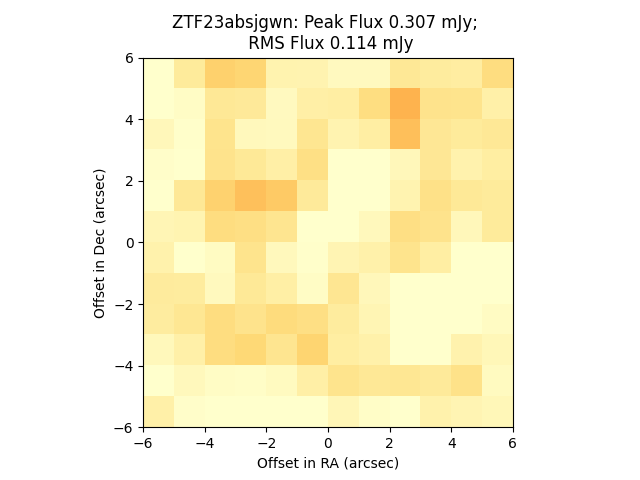 ZTF23absjgwn: Peak Flux 0.307 mJy;
RMS Flux 0.114 mJy
6
4
2
0
−2
−4
−6
Offset in Dec (arcsec)
−6 −4 −2 0 2 4 6
Offset in RA (arcsec)